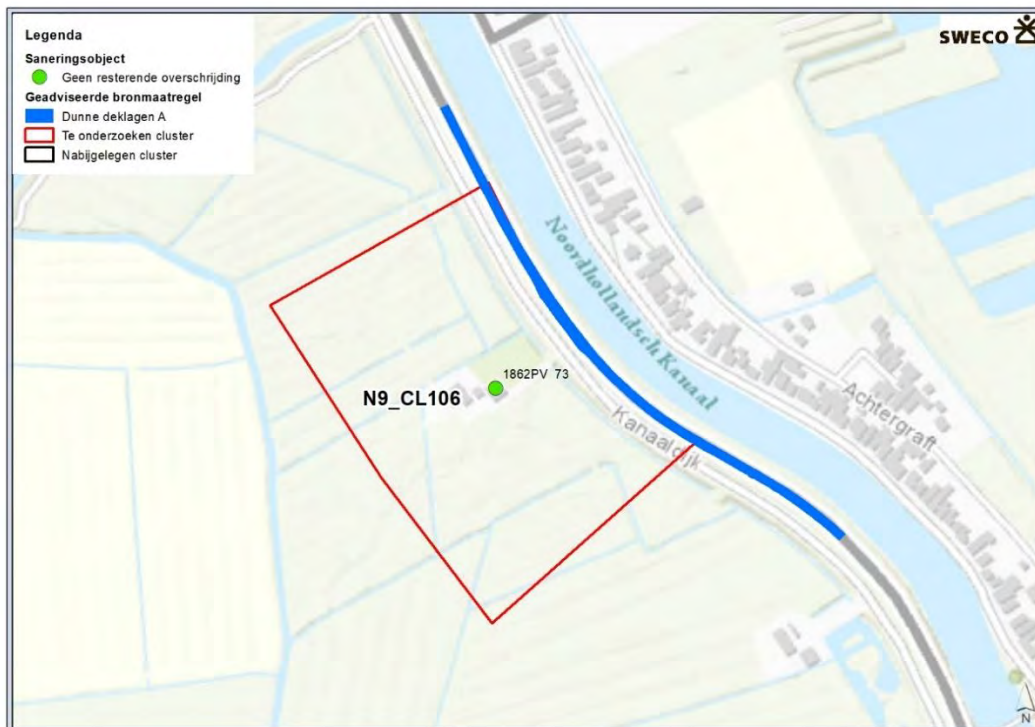 Legenda
Saneringsobject
Geen resterende overschrijding
Geadviseerde bronmaatregel
Dunne deklagen A
Te onderzoeken cluster
Nabijgelegen cluster
SWECO
Noordhollandsch Kanaal
1862PV 73
N9_CL106
Kanaaldijk
Achtergraft
N